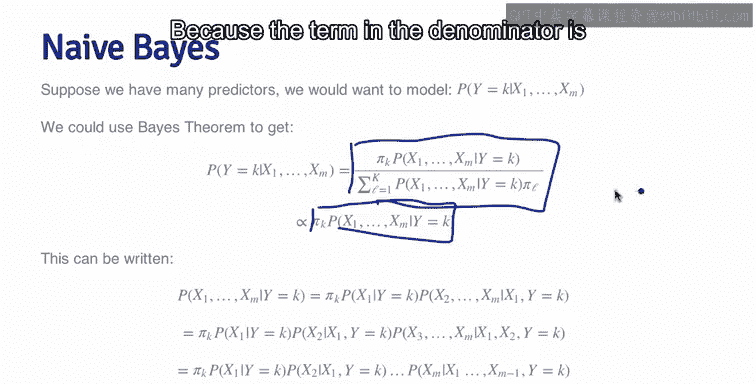 Because the term in the denominator is
Naive Bayes
Suppose we have many predictors, we would want to model: P(Y = k|X₁, …, Xₘ)
We could use Bayes Theorem to get:
P(Y = k|X₁, …, Xₘ) = πₖP(X₁, …, Xₘ|Y = k) / ∑ᴷℓ₌₁ P(X₁, …, Xₘ|Y = k)πℓ
∝ πₖP(X₁, …, Xₘ|Y = k
This can be written:
P(X₁, …, Xₘ|Y = k) = πₖP(X₁|Y = k)P(X₂, …, Xₘ|X₁, Y = k)
= πₖP(X₁|Y = k)P(X₂|X₁, Y = k)P(X₃, …, Xₘ|X₁, X₂, Y = k)
= πₖP(X₁|Y = k)P(X₂|X₁, Y = k) … P(Xₘ|X₁ …, Xₘ₋₁, Y = k)